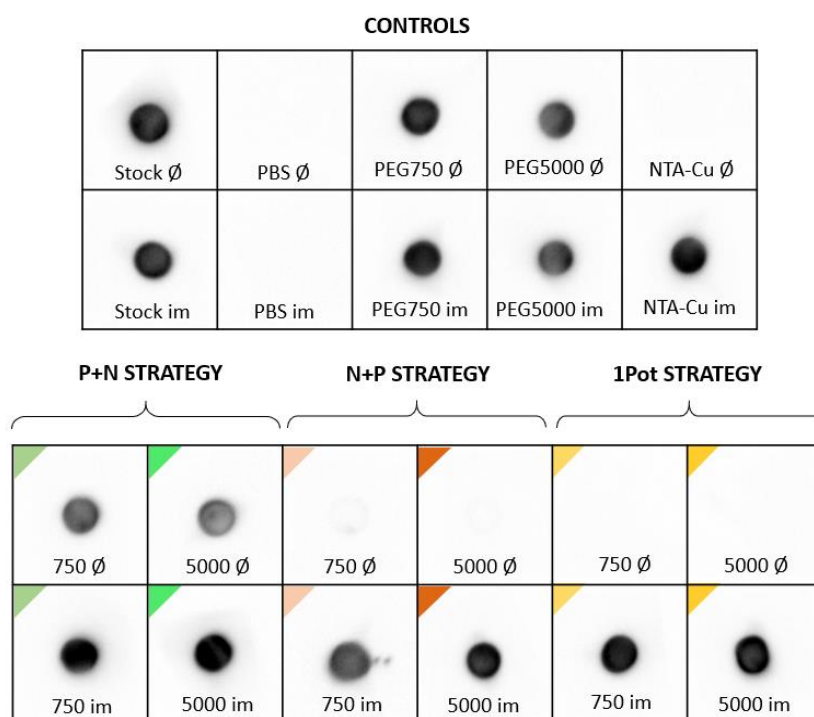 CONTROLS
Stock Ø PBS Ø PEG750 Ø PEG5000 Ø NTA-Cu Ø
Stock im PBS im PEG750 im PEG5000 im NTA-Cu im
P+N STRATEGY N+P STRATEGY 1Pot STRATEGY
750 Ø 5000 Ø 750 Ø 5000 Ø 750 Ø 5000 Ø
750 im 5000 im 750 im 5000 im 750 im 5000 im